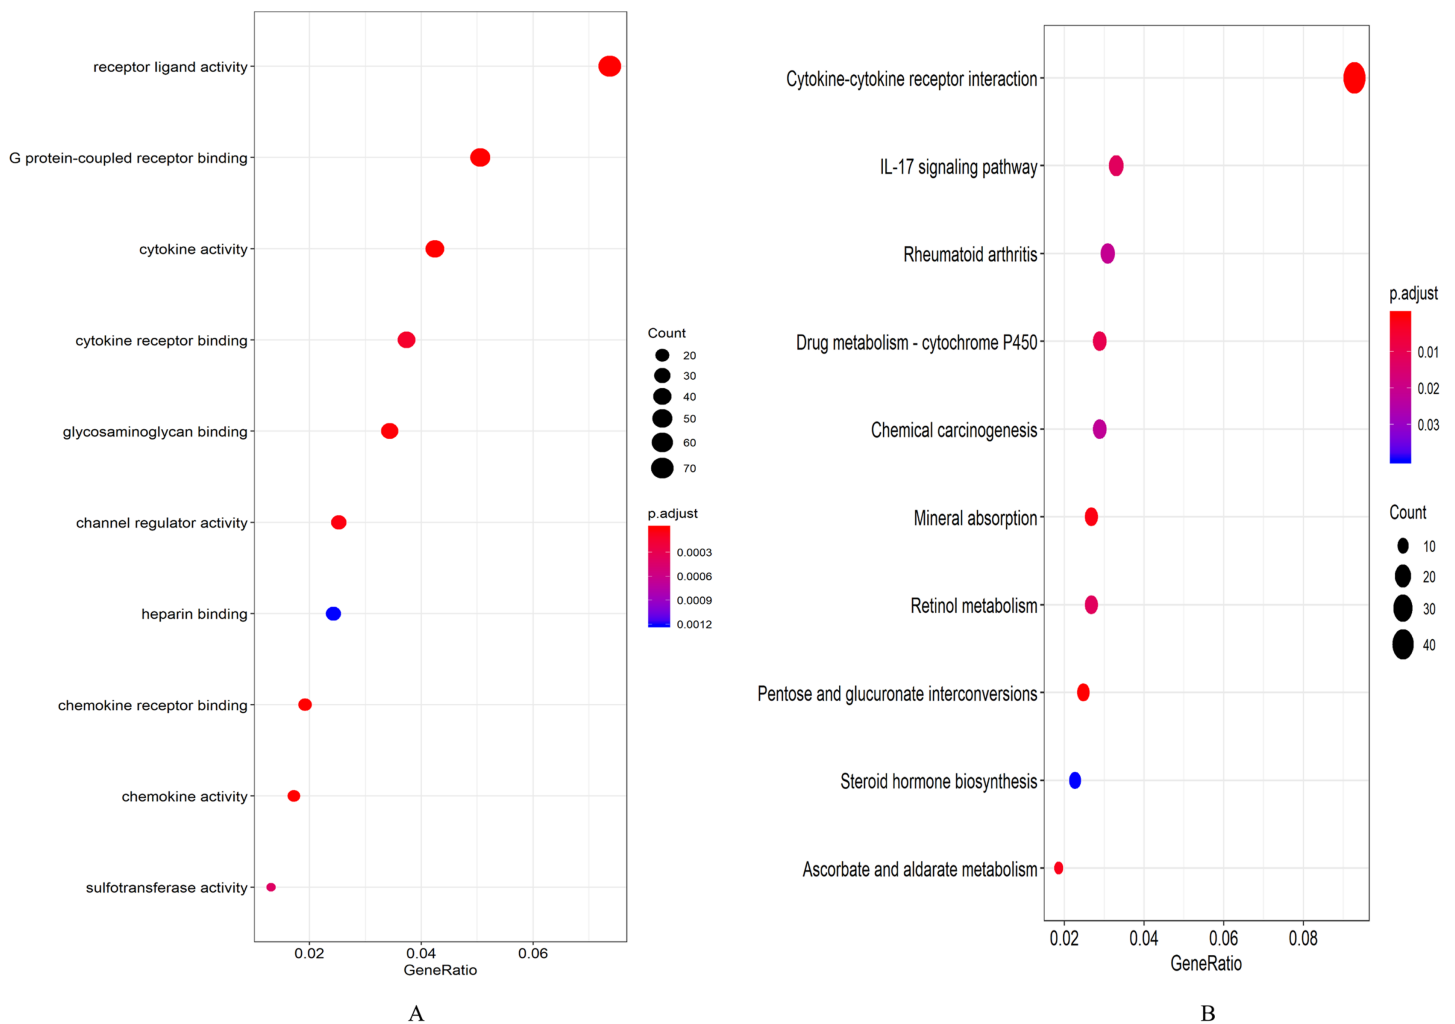 receptor ligand activity
G protein-coupled receptor binding
cytokine activity
cytokine receptor binding
glycosaminoglycan binding
channel regulator activity
heparin binding
chemokine receptor binding
chemokine activity
sulfotransferase activity
0.02 0.04 0.06
GeneRatio
Count
20
30
40
50
60
70
p.adjust
0.0003
0.0006
0.0009
0.0012
A
Cytokine-cytokine receptor interaction
IL-17 signaling pathway
Rheumatoid arthritis
Drug metabolism - cytochrome P450
Chemical carcinogenesis
Mineral absorption
Retinol metabolism
Pentose and glucuronate interconversions
Steroid hormone biosynthesis
Ascorbate and aldarate metabolism
0.02 0.04 0.06 0.08
GeneRatio
p.adjust
0.01
0.02
0.03
Count
10
20
30
40
B